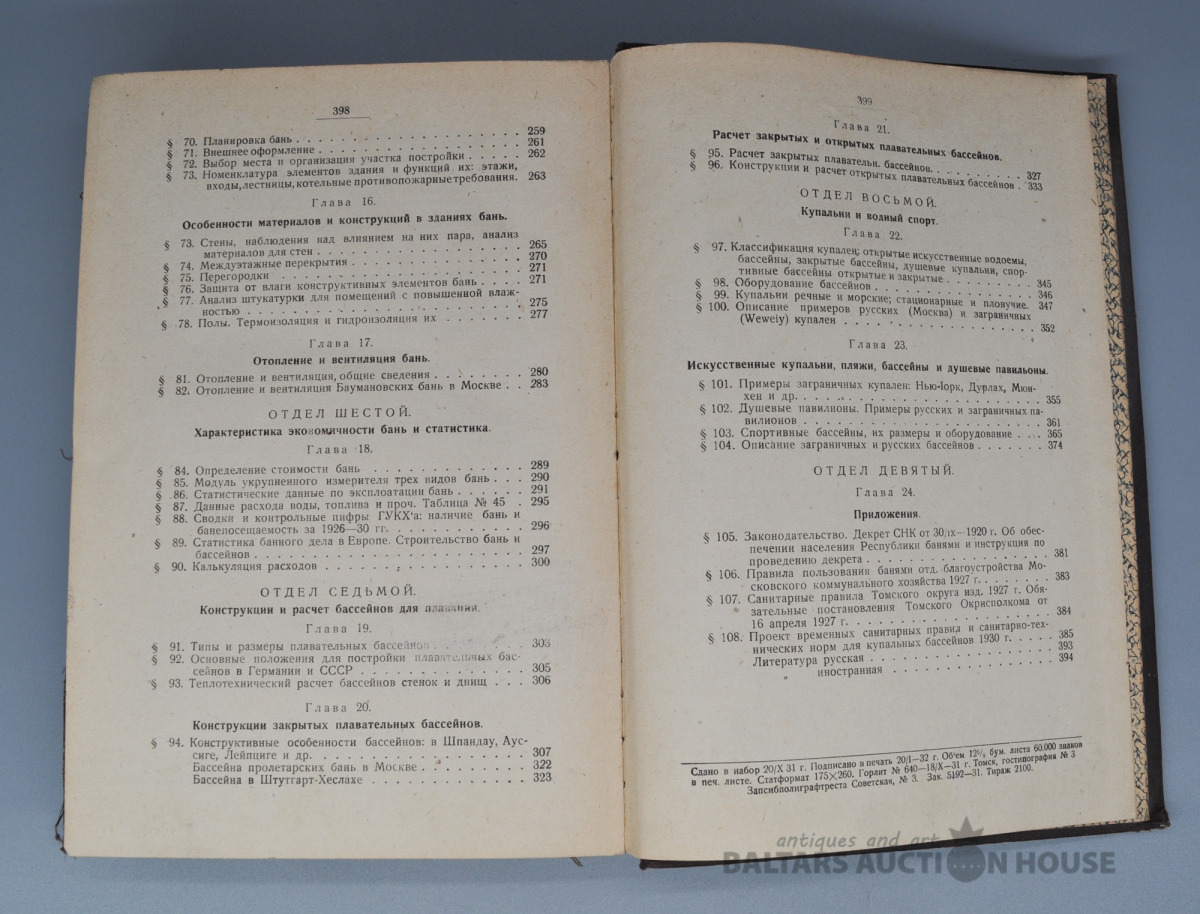 398
§ 70. Планировка бань . . . . . . . . . . . . . . . . . . 259
§ 71. Внешнее оформление . . . . . . . . . . . . . . . . 261
§ 72. Выбор места и организация участка постройки . . . . . 262
§ 73. Номенклатура элементов здания и функций их: этажи,
входы, лестницы, котельные противопожарные требования. 263
Глава 16.
Особенности материалов и конструкций в зданиях бань.
§ 73. Стены, наблюдения над влиянием на них пара, анализ
материалов для стен . . . . . . . . . . . . . . . . . 265
§ 74. Междуэтажные перекрытия . . . . . . . . . . . . . . 270
§ 75. Перегородки . . . . . . . . . . . . . . . . . . . . 271
§ 76. Защита от влаги конструктивных элементов бань . . . . 271
§ 77. Анализ штукатурки для помещений с повышенной влаж-
ностью . . . . . . . . . . . . . . . . . . . . . . . 275
§ 78. Полы. Термоизоляция и гидроизоляция их . . . . . . . 277
Глава 17.
Отопление и вентиляция бань.
§ 81. Отопление и вентиляция, общие сведения . . . . . . . 280
§ 82. Отопление и вентиляция Баумановских бань в Москве . . 283
ОТДЕЛ ШЕСТОЙ.
Характеристика экономичности бань и статистика.
Глава 18.
§ 84. Определение стоимости бань . . . . . . . . . . . . . 289
§ 85. Модуль укрупненного измерителя трех видов бань . . . 290
§ 86. Статистические данные по эксплоатации бань . . . . . . 291
§ 87. Данные расхода воды, топлива и проч. Таблица № 45 . 295
§ 88. Сводки и контрольные цифры ГУКХ'а: наличие бань и
банепосещаемость за 1926—30 гг. . . . . . . . . . . . 296
§ 89. Статистика банного дела в Европе. Строительство бань и
бассейнов . . . . . . . . . . . . . . . . . . . . . . 297
§ 90. Калькуляция расходов . . . . . . . . . . . . . . . . 300
ОТДЕЛ СЕДЬМОЙ.
Конструкции и расчет бассейнов для плавания.
Глава 19.
§ 91. Типы и размеры плавательных бассейнов . . . . . . . . 303
§ 92. Основные положения для постройки плавательных бас-
сейнов в Германии и СССР . . . . . . . . . . . . . . 305
§ 93. Теплотехнический расчет бассейнов стенок и днищ . . . 306
Глава 20.
Конструкции закрытых плавательных бассейнов.
§ 94. Конструктивные особенности бассейнов: в Шпандау, Аус-
сиге, Лейпциге и др. . . . . . . . . . . . . . . . . . 307
Бассейна пролетарских бань в Москве . . . . . . . . . 322
Бассейна в Штутгарт-Хеслахе . . . . . . . . . . . . . 323
399
Глава 21.
Расчет закрытых и открытых плавательных бассейнов.
§ 95. Расчет закрытых плавательн. бассейнов. . . . . . . . . 327
§ 96. Конструкции и расчет открытых плавательных бассейнов . 333
ОТДЕЛ ВОСЬМОЙ.
Купальни и водный спорт.
Глава 22.
§ 97. Классификация купален; открытые искусственные водоемы,
бассейны, закрытые бассейны, душевые купальни, спор-
тивные бассейны открытые и закрытые . . . . . . . . . 345
§ 98. Оборудование бассейнов . . . . . . . . . . . . . . . 346
§ 99. Купальни речные и морские; стационарные и пловучие. 347
§ 100. Описание примеров русских (Москва) и заграничных
(Wewely) купален . . . . . . . . . . . . . . . . . . 352
Глава 23.
Искусственные купальни, пляжи, бассейны и душевые павильоны.
§ 101. Примеры заграничных купален: Нью-Iорк, Дурлах, Мюн-
хен и др. . . . . . . . . . . . . . . . . . . . . . . 355
§ 102. Душевые павилионы. Примеры русских и заграничных па-
вилионов . . . . . . . . . . . . . . . . . . . . . . 361
§ 103. Спортивные бассейны, их размеры и оборудование . . . 365
§ 104. Описание заграничных и русских бассейнов . . . . . . . 374
ОТДЕЛ ДЕВЯТЫЙ.
Глава 24.
Приложения.
§ 105. Законодательство. Декрет СНК от 30/IX—1920 г. Об обес-
печении населения Республики банями и инструкция по
проведению декрета . . . . . . . . . . . . . . . . . 381
§ 106. Правила пользования банями отд. благоустройства Мо-
сковского коммунального хозяйства 1927 г. . . . . . . . 383
§ 107. Санитарные правила Томского округа изд. 1927 г. Обя-
зательные постановления Томского Окрисполкома от
16 апреля 1927 г. . . . . . . . . . . . . . . . . . . 384
§ 108. Проект временных санитарных правил и санитарно-тех-
нических норм для купальных бассейнов 1930 г. . . . . 385
Литература русская . . . . . . . . . . . . . . . . . 393
„ иностранная . . . . . . . . . . . . . . . 394
Сдано в набор 20/X 31 г. Подписано в печать 20/I—32 г. Об'ем 12³/₈ бум. листа 60.000 знаков
в печ. листе. Статформат 175×260. Горлит № 640—18/X—31 г. Томск, гостипография № 3
Запсибполиграфтреста Советская, № 3. Зак. 5192—31. Тираж 2100.
antiques and art
BALTARS AUCTION HOUSE